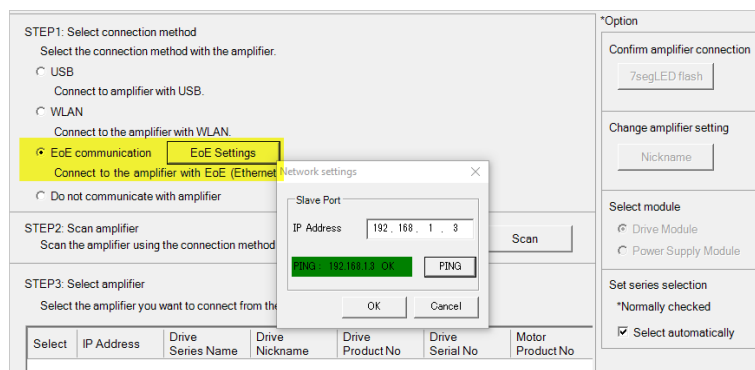 STEP1: Select connection method
Select the connection method with the amplifier.
USB
Connect to amplifier with USB.
WLAN
Connect to the amplifier with WLAN.
EoE communication
EoE Settings
Connect to the amplifier with EoE (Ethernet
Do not communicate with amplifier
STEP2: Scan amplifier
Scan the amplifier using the connection method
Scan
STEP3: Select amplifier
Select the amplifier you want to connect from the
Select
IP Address
Drive Series Name
Drive Nickname
Drive Product No
Drive Serial No
Motor Product No
Network settings
Slave Port
IP Address
192 . 168 . 1 . 3
PING : 192.168.1.3 OK
PING
OK
Cancel
*Option
Confirm amplifier connection
7segLED flash
Change amplifier setting
Nickname
Select module
Drive Module
Power Supply Module
Set series selection
*Normally checked
Select automatically